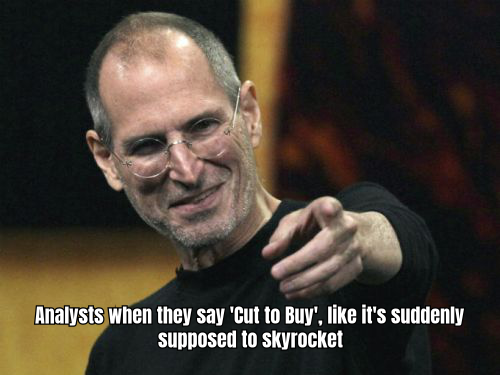 Analysts when they say 'Cut to Buy', like it's suddenly
supposed to skyrocket